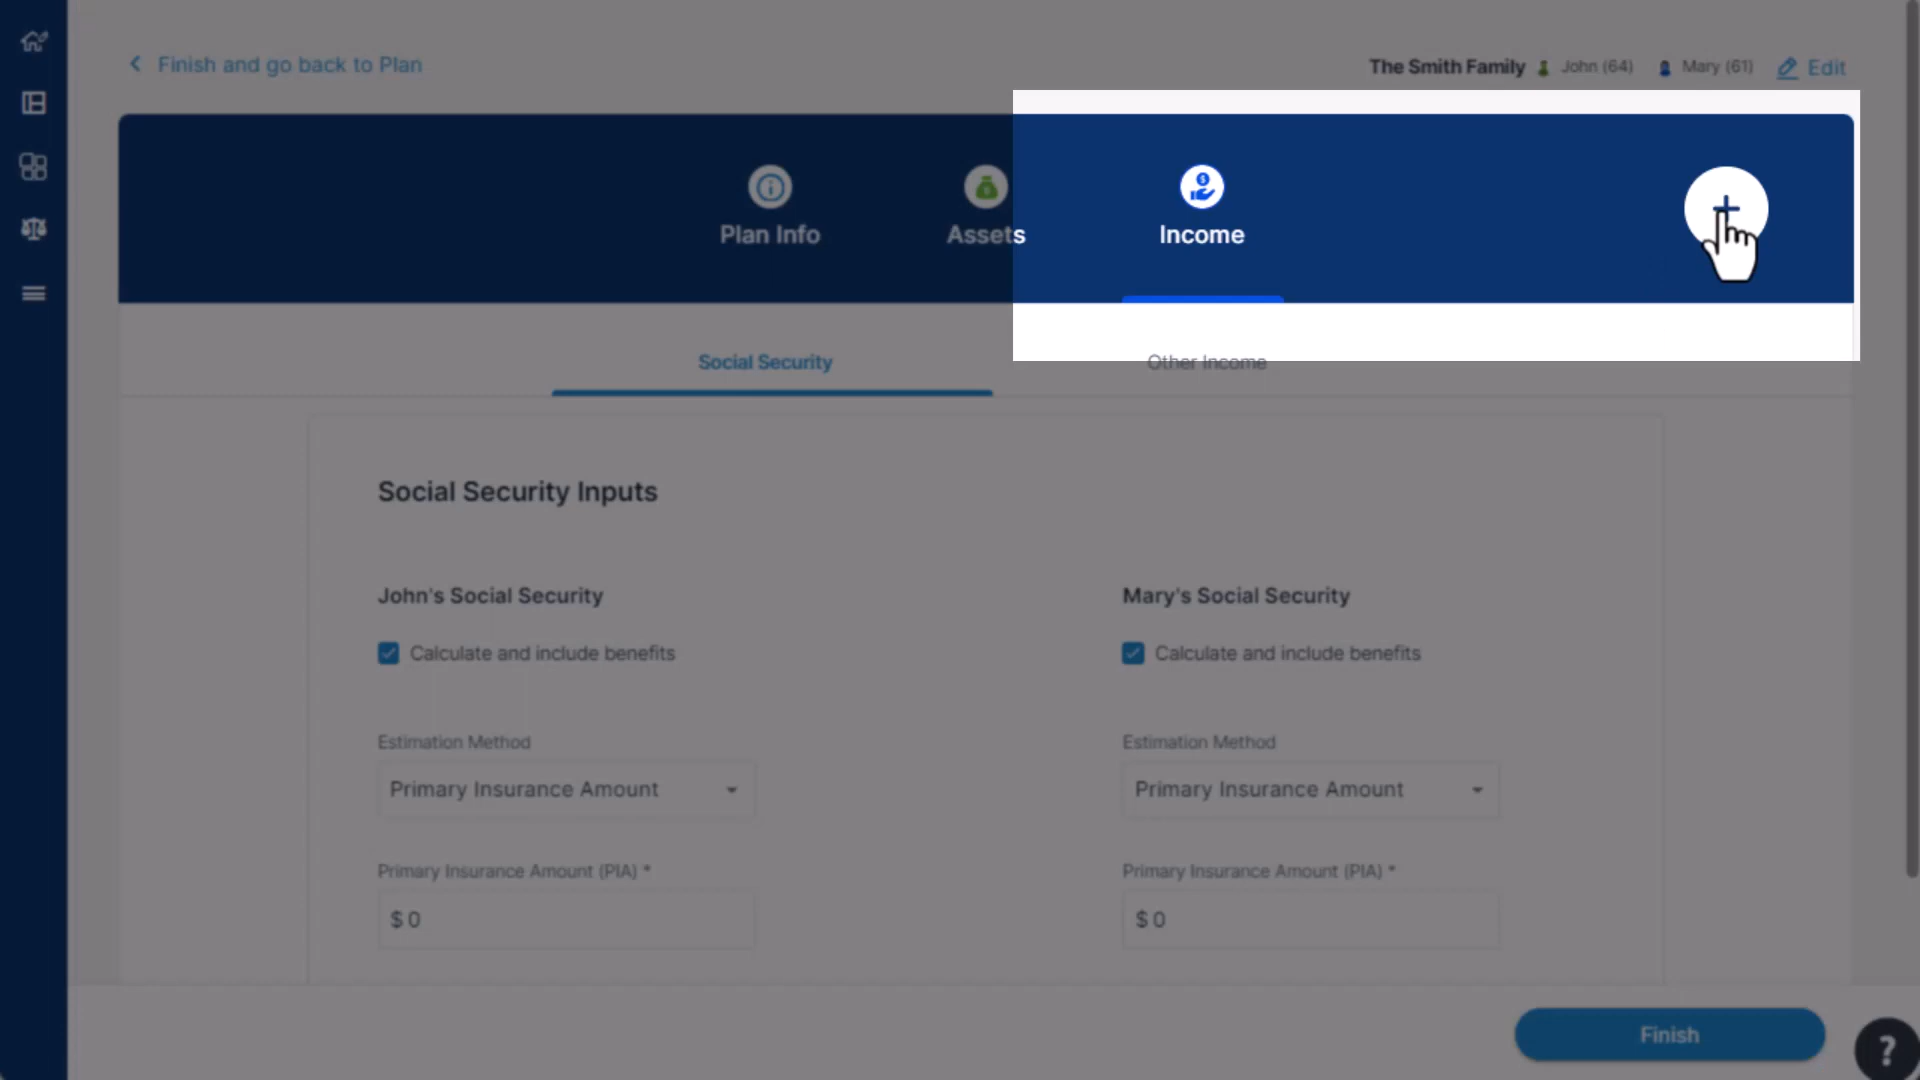 Finish and go back to Plan
The Smith Family John (64) Mary (61) Edit
Plan Info Assets Income
Social Security Other Income
Social Security Inputs
John's Social Security Mary's Social Security
Calculate and include benefits Calculate and include benefits
Estimation Method Estimation Method
Primary Insurance Amount Primary Insurance Amount
Primary Insurance Amount (PIA) * Primary Insurance Amount (PIA) *
$ 0 $ 0
Finish
?